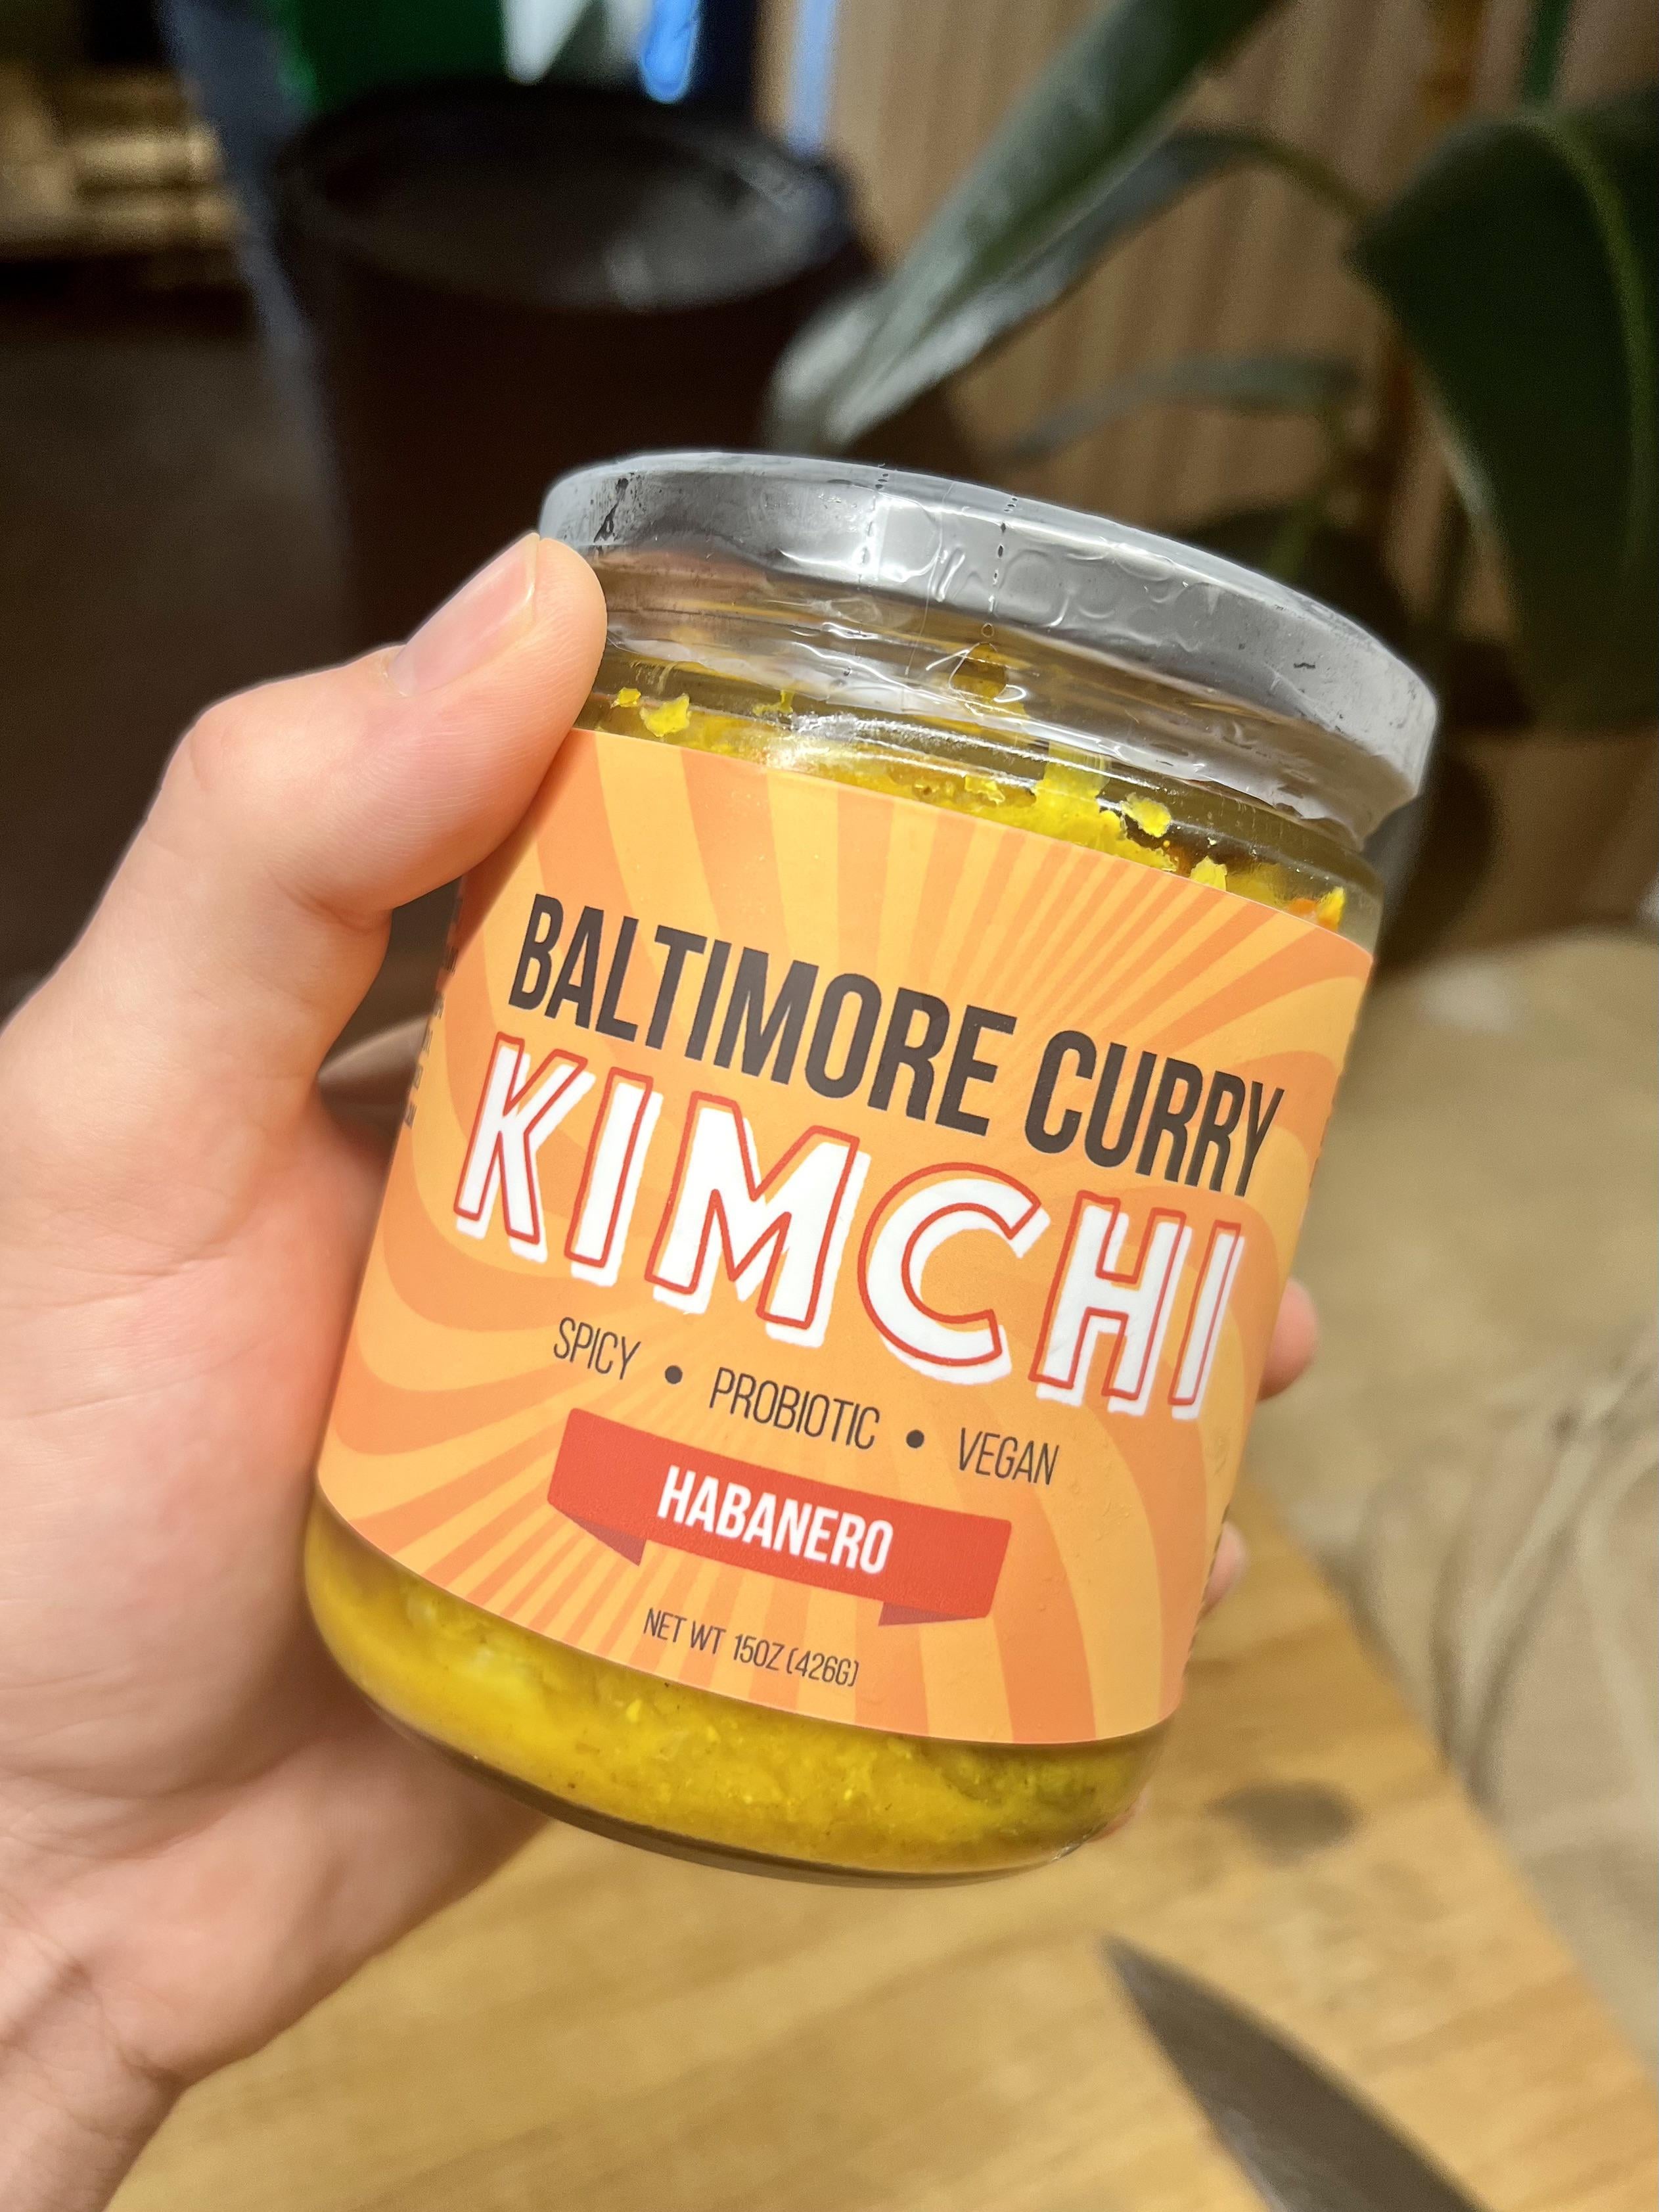 BALTIMORE CURRY
KIMCHI
SPICY • PROBIOTIC • VEGAN
HABANERO
NET WT 15OZ (426G)